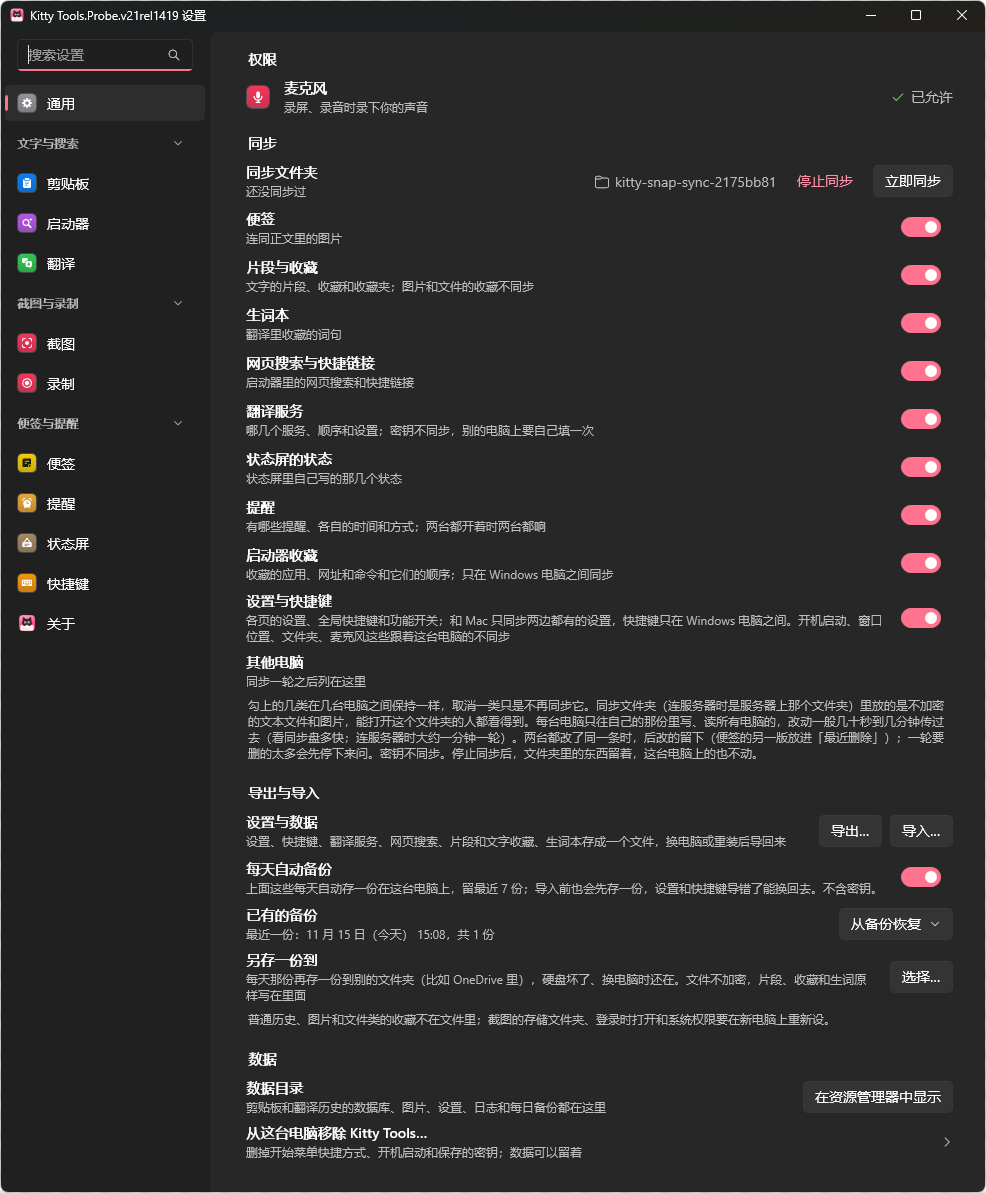 Kitty Tools.Probe.v21rel1419 设置
搜索设置
通用
文字与搜索
剪贴板
启动器
翻译
截图与录制
截图
录制
便签与提醒
便签
提醒
状态屏
快捷键
关于
权限
麦克风
录屏、录音时录下你的声音
已允许
同步
同步文件夹
还没同步过
kitty-snap-sync-2175bb81
停止同步
立即同步
便签
连同正文里的图片
片段与收藏
文字的片段、收藏和收藏夹；图片和文件的收藏不同步
生词本
翻译里收藏的词句
网页搜索与快捷链接
启动器里的网页搜索和快捷链接
翻译服务
哪几个服务、顺序和设置；密钥不同步，别的电脑上要自己填一次
状态屏的状态
状态屏里自己写的那几个状态
提醒
有哪些提醒、各自的时间和方式；两台都开着时两台都响
启动器收藏
收藏的应用、网址和命令和它们的顺序；只在 Windows 电脑之间同步
设置与快捷键
各页的设置、全局快捷键和功能开关；和 Mac 只同步两边都有的设置，快捷键只在 Windows 电脑之间。开机启动、窗口
位置、文件夹、麦克风这些跟着这台电脑的不同步
其他电脑
同步一轮之后列在这里
勾上的几类在几台电脑之间保持一样，取消一类只是不再同步它。同步文件夹（连服务器时是服务器上那个文件夹）里放的是不加密
的文本文件和图片，能打开这个文件夹的人都看得到。每台电脑只往自己的那份里写、读所有电脑的，改动一般几十秒到几分钟传过
去（看同步盘多快；连服务器时大约一分钟一轮）。两台都改了同一条时，后改的留下（便签的另一版放进「最近删除」）；一轮要
删的太多会先停下来问。密钥不同步。停止同步后，文件夹里的东西留着，这台电脑上的也不动。
导出与导入
设置与数据
设置、快捷键、翻译服务、网页搜索、片段和文字收藏、生词本存成一个文件，换电脑或重装后导回来
导出...
导入...
每天自动备份
上面这些每天自动存一份在这台电脑上，留最近 7 份；导入前也会先存一份，设置和快捷键导错了能换回去。不含密钥。
已有的备份
最近一份：11 月 15 日（今天） 15:08，共 1 份
从备份恢复
另存一份到
每天那份再存一份到别的文件夹（比如 OneDrive 里），硬盘坏了、换电脑时还在。文件不加密，片段、收藏和生词原
样写在里面
选择...
普通历史、图片和文件类的收藏不在文件里；截图的存储文件夹、登录时打开和系统权限要在新电脑上重新设。
数据
数据目录
剪贴板和翻译历史的数据库、图片、设置、日志和每日备份都在这里
在资源管理器中显示
从这台电脑移除 Kitty Tools...
删掉开始菜单快捷方式、开机启动和保存的密钥；数据可以留着